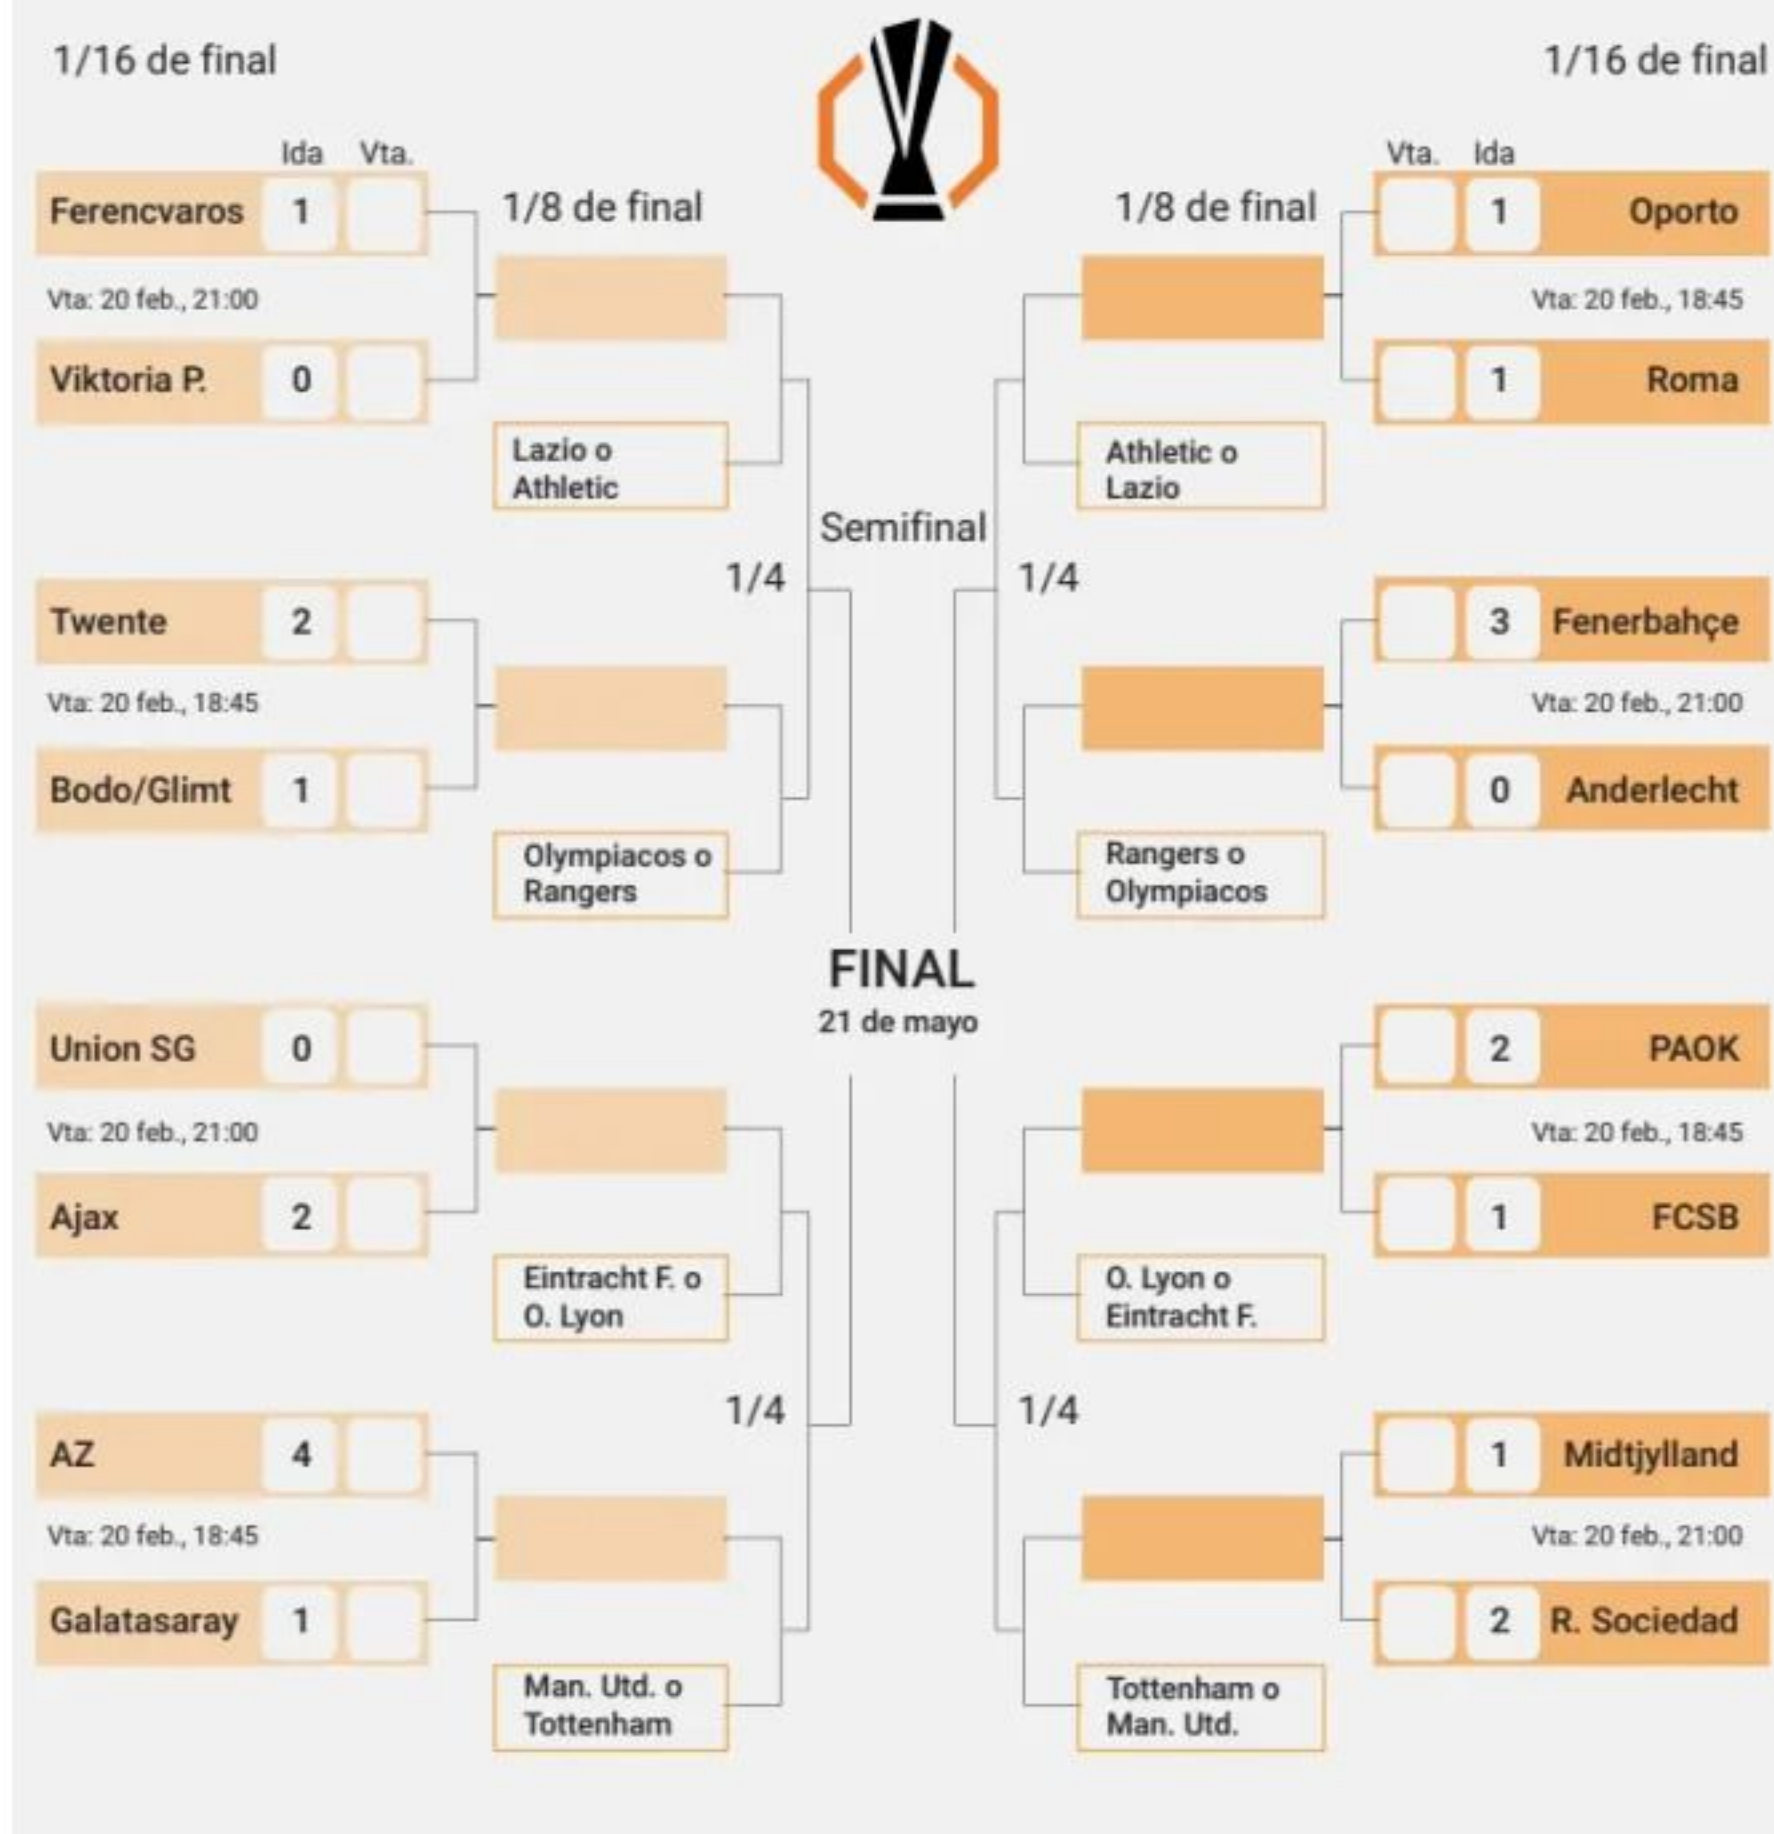 1/16 de final
1/16 de final
Ida Vta.
Vta. Ida
Ferencvaros 1
1/8 de final
1/8 de final
1 Oporto
Vta: 20 feb., 21:00
Vta: 20 feb., 18:45
Viktoria P. 0
1 Roma
Lazio o
Athletic
Athletic o
Lazio
Semifinal
1/4
1/4
Twente 2
3 Fenerbahçe
Vta: 20 feb., 18:45
Vta: 20 feb., 21:00
Bodo/Glimt 1
0 Anderlecht
Olympiacos o
Rangers
Rangers o
Olympiacos
FINAL
21 de mayo
Union SG 0
2 PAOK
Vta: 20 feb., 21:00
Vta: 20 feb., 18:45
Ajax 2
1 FCSB
Eintracht F. o
O. Lyon
O. Lyon o
Eintracht F.
1/4
1/4
AZ 4
1 Midtjylland
Vta: 20 feb., 18:45
Vta: 20 feb., 21:00
Galatasaray 1
2 R. Sociedad
Man. Utd. o
Tottenham
Tottenham o
Man. Utd.